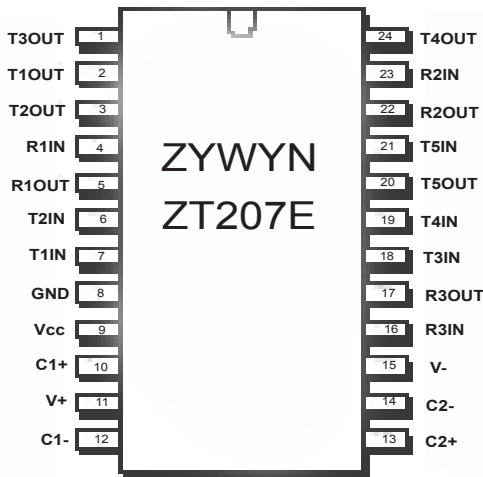 T3OUT 1 24 T4OUT
T1OUT 2 23 R2IN
T2OUT 3 22 R2OUT
R1IN 4 21 T5IN
R1OUT 5 20 T5OUT
T2IN 6 19 T4IN
T1IN 7 18 T3IN
GND 8 17 R3OUT
Vcc 9 16 R3IN
C1+ 10 15 V-
V+ 11 14 C2-
C1- 12 13 C2+
ZYWYN
ZT207E